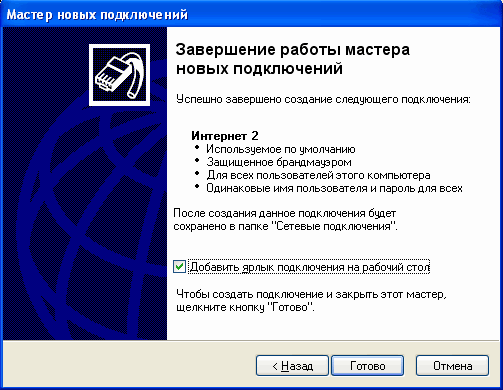 Мастер новых подключений
Завершение работы мастера
новых подключений
Успешно завершено создание следующего подключения:
Интернет 2
• Используемое по умолчанию
• Защищенное брандмауэром
• Для всех пользователей этого компьютера
• Одинаковые имя пользователя и пароль для всех
После создания данное подключение будет
сохранено в папке "Сетевые подключения".
Добавить ярлык подключения на рабочий стол
Чтобы создать подключение и закрыть этот мастер,
щелкните кнопку "Готово".
< Назад
Готово
Отмена